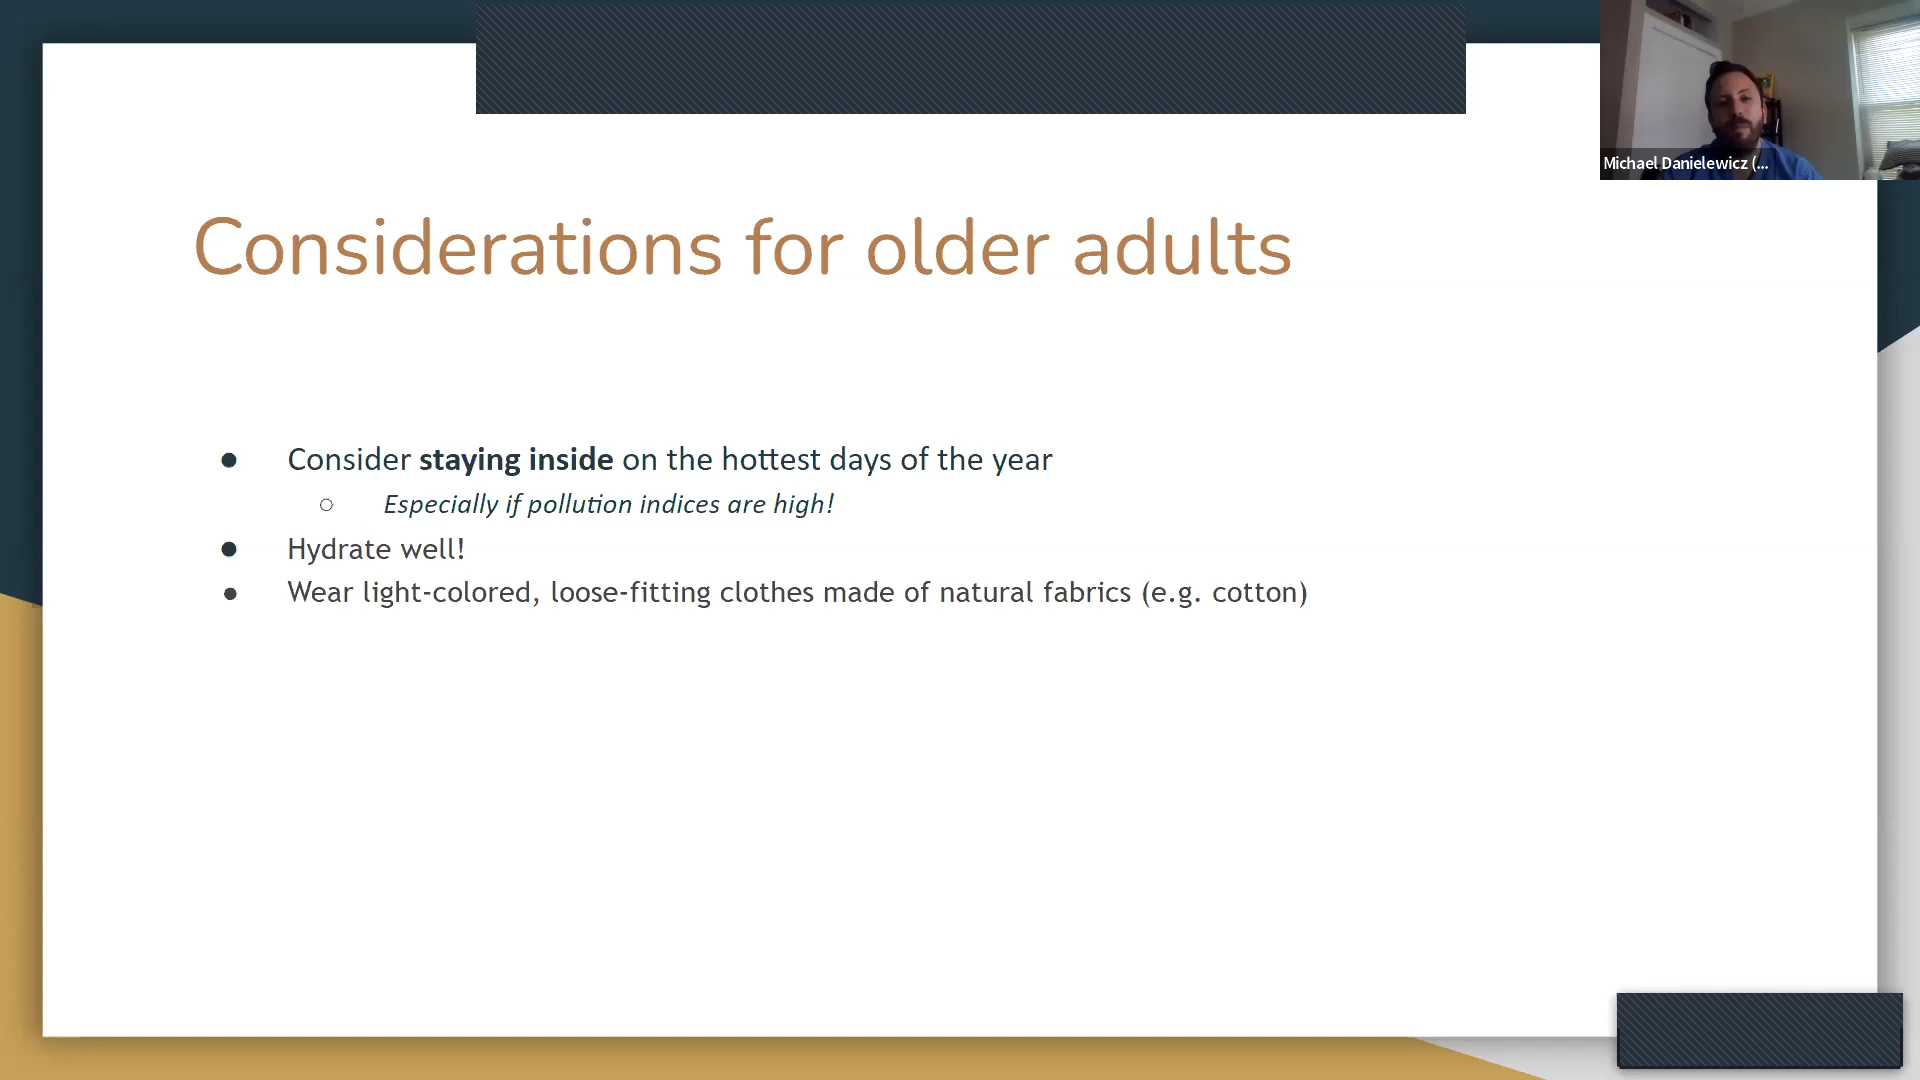 Michael Danielewicz (...
Considerations for older adults
● Consider staying inside on the hottest days of the year
○ Especially if pollution indices are high!
● Hydrate well!
● Wear light-colored, loose-fitting clothes made of natural fabrics (e.g. cotton)